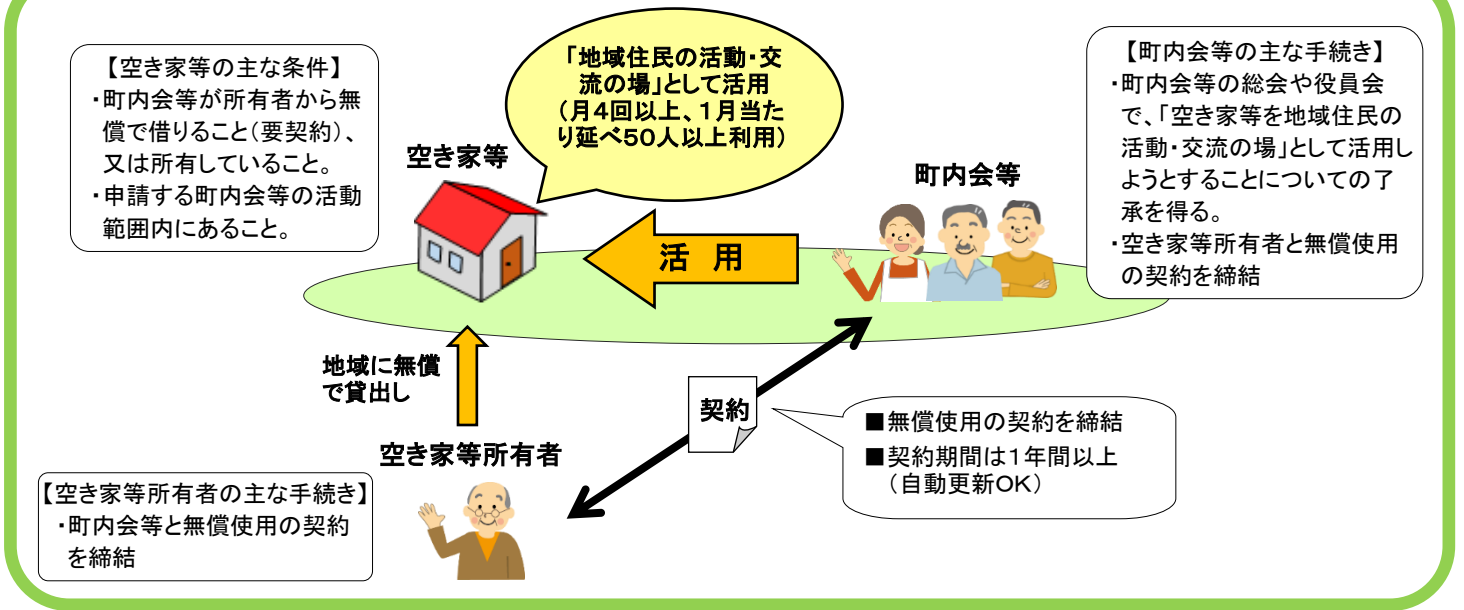 【空き家等の主な条件】
・町内会等が所有者から無
償で借りること(要契約)、
又は所有していること。
・申請する町内会等の活動
範囲内にあること。
「地域住民の活動・交
流の場」として活用
(月4回以上、1月当た
り延べ50人以上利用)
【町内会等の主な手続き】
・町内会等の総会や役員会
で、「空き家等を地域住民の
活動・交流の場」として活用し
ようとすることについての了
承を得る。
・空き家等所有者と無償使用
の契約を締結
空き家等
町内会等
活 用
地域に無償
で貸出し
契約
■無償使用の契約を締結
■契約期間は1年間以上
(自動更新OK)
空き家等所有者
【空き家等所有者の主な手続き】
・町内会等と無償使用の契約
を締結